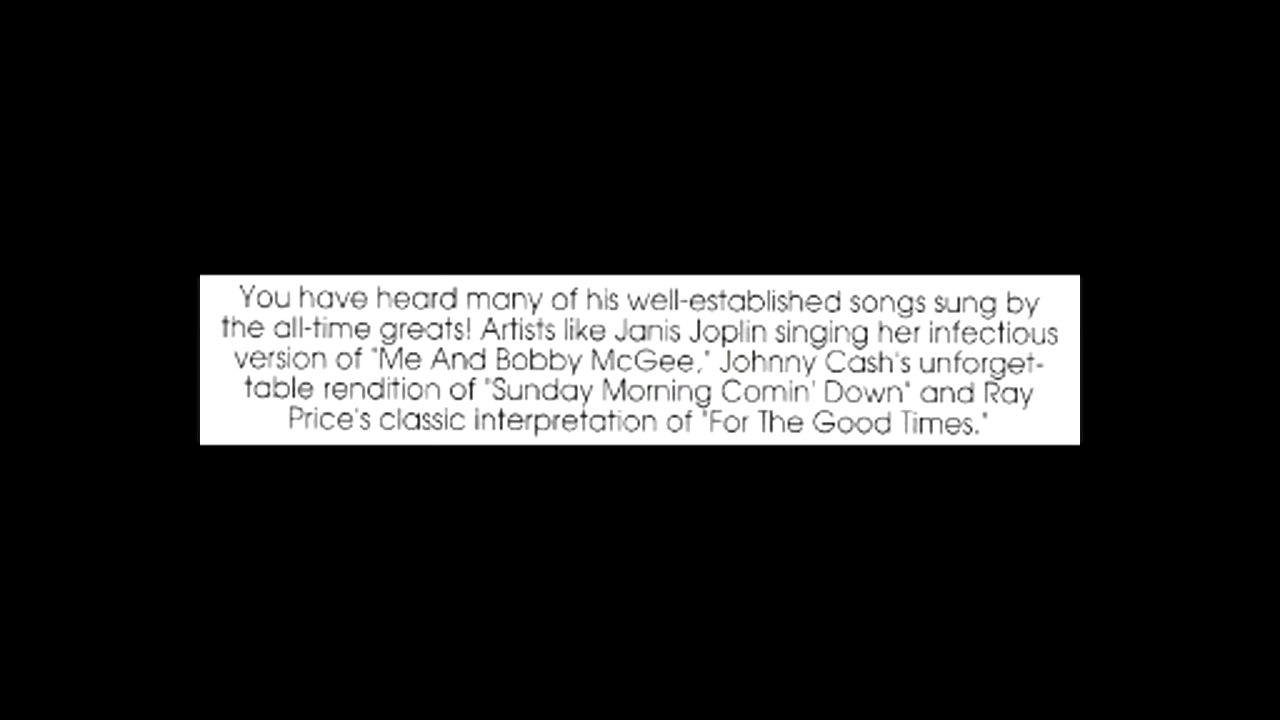 You have heard many of his well-established songs sung by
the all-time greats! Artists like Janis Joplin singing her infectious
version of "Me And Bobby McGee," Johnny Cash's unforget-
table rendition of "Sunday Morning Comin' Down" and Ray
Price's classic interpretation of "For The Good Times."